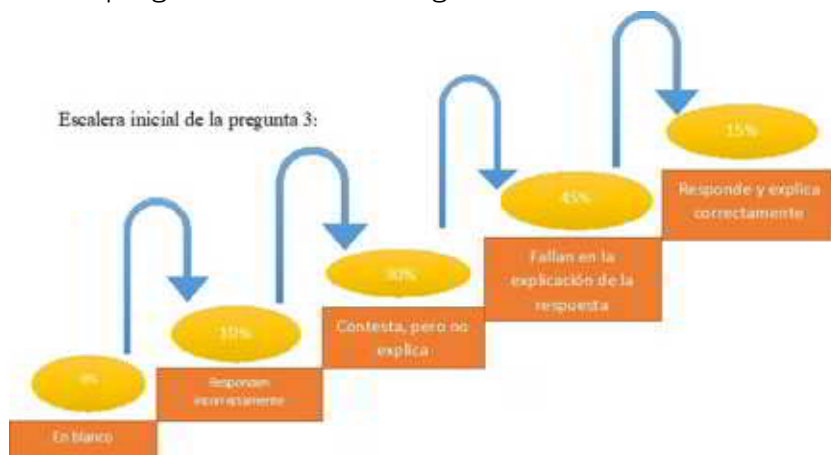 Escalera inicial de la pregunta 3:
15%
Responde y explica
correctamente
45%
Fallan en la
explicación de la
respuesta
30%
Contesta, pero no
explica
10%
Responden
incorrectamente
En blanco